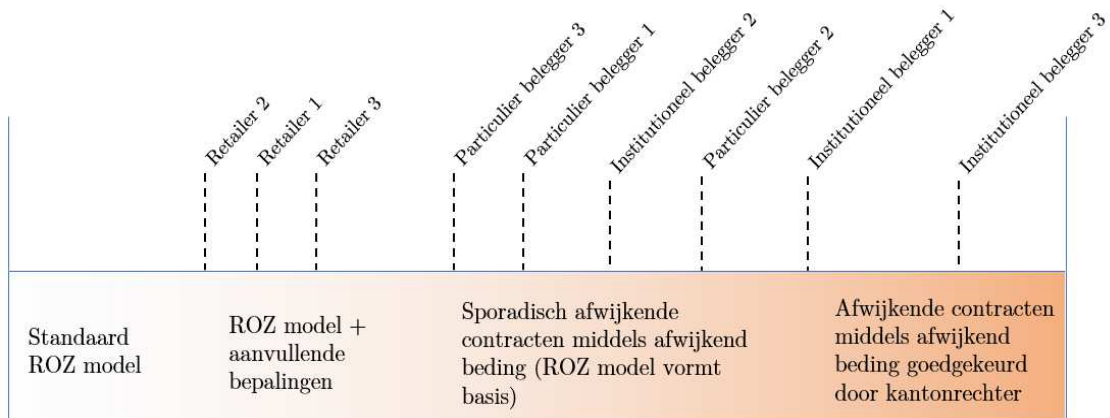 Retailer 2
Retailer 1
Retailer 3
Particulier belegger 3
Particulier belegger 1
Institutioneel belegger 2
Particulier belegger 2
Institutioneel belegger 1
Institutioneel belegger 3
Standaard
ROZ model
ROZ model +
aanvullende
bepalingen
Sporadisch afwijkende
contracten middels afwijkend
beding (ROZ model vormt
basis)
Afwijkende contracten
middels afwijkend
beding goedgekeurd
door kantonrechter